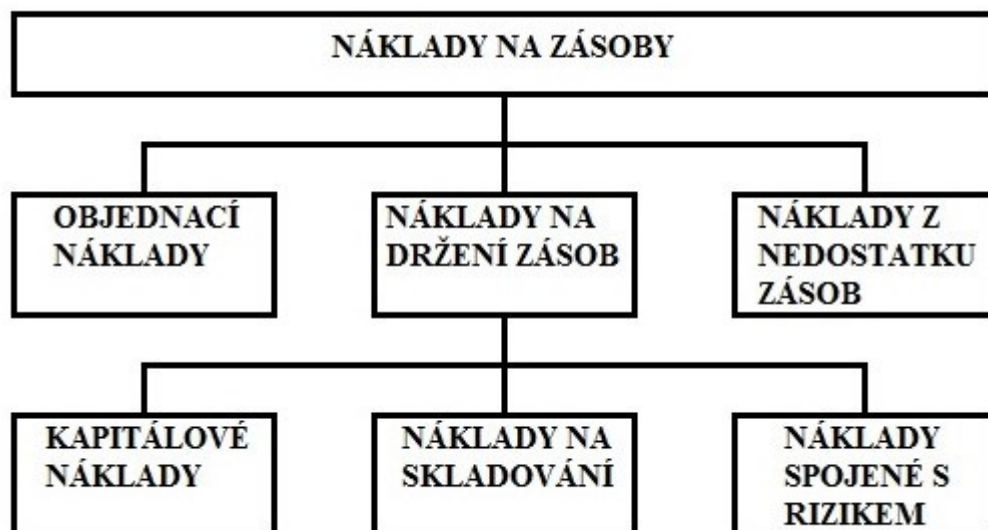 NÁKLADY NA ZÁSOBY
OBJEDNACÍ
NÁKLADY
NÁKLADY NA
DRŽENÍ ZÁSOB
NÁKLADY Z
NEDOSTATKU
ZÁSOB
KAPITÁLOVÉ
NÁKLADY
NÁKLADY NA
SKLADOVÁNÍ
NÁKLADY
SPOJENÉ S
RIZIKEM